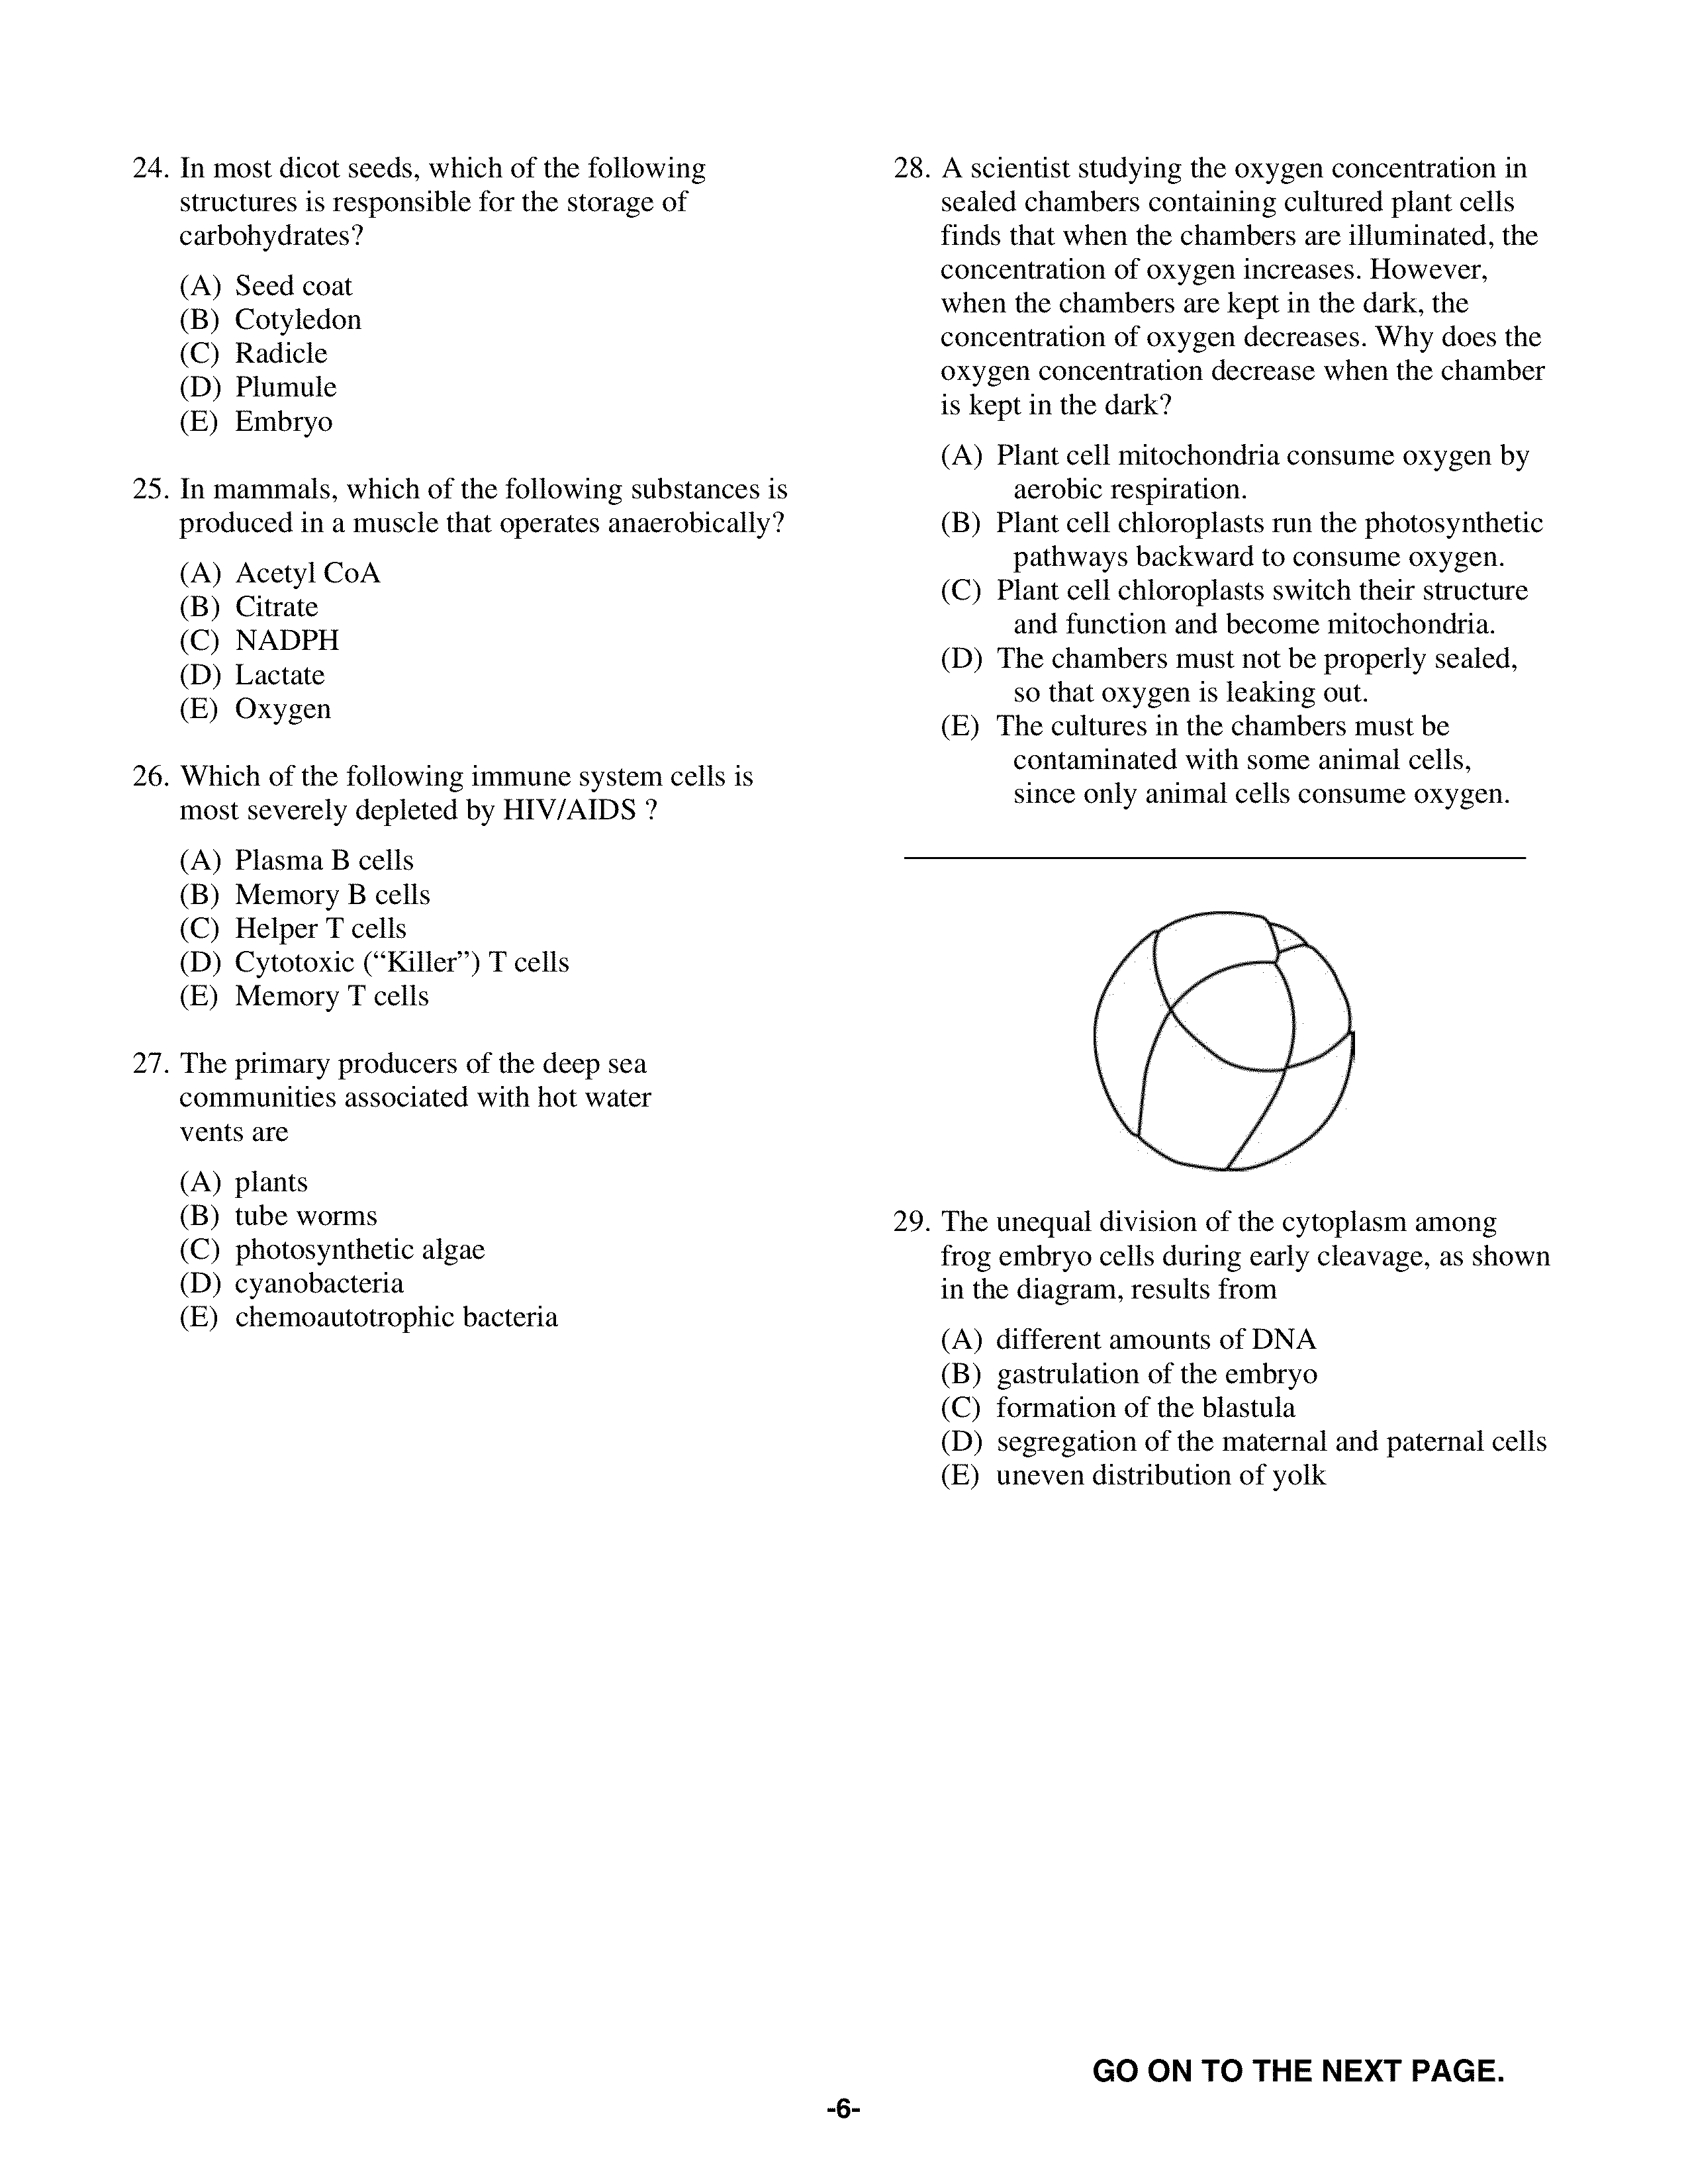 24. In most dicot seeds, which of the following
structures is responsible for the storage of
carbohydrates?
(A) Seed coat
(B) Cotyledon
(C) Radicle
(D) Plumule
(E) Embryo
25. In mammals, which of the following substances is
produced in a muscle that operates anaerobically?
(A) Acetyl CoA
(B) Citrate
(C) NADPH
(D) Lactate
(E) Oxygen
26. Which of the following immune system cells is
most severely depleted by HIV/AIDS ?
(A) Plasma B cells
(B) Memory B cells
(C) Helper T cells
(D) Cytotoxic (“Killer”) T cells
(E) Memory T cells
27. The primary producers of the deep sea
communities associated with hot water
vents are
(A) plants
(B) tube worms
(C) photosynthetic algae
(D) cyanobacteria
(E) chemoautotrophic bacteria
28. A scientist studying the oxygen concentration in
sealed chambers containing cultured plant cells
finds that when the chambers are illuminated, the
concentration of oxygen increases. However,
when the chambers are kept in the dark, the
concentration of oxygen decreases. Why does the
oxygen concentration decrease when the chamber
is kept in the dark?
(A) Plant cell mitochondria consume oxygen by
aerobic respiration.
(B) Plant cell chloroplasts run the photosynthetic
pathways backward to consume oxygen.
(C) Plant cell chloroplasts switch their structure
and function and become mitochondria.
(D) The chambers must not be properly sealed,
so that oxygen is leaking out.
(E) The cultures in the chambers must be
contaminated with some animal cells,
since only animal cells consume oxygen.
29. The unequal division of the cytoplasm among
frog embryo cells during early cleavage, as shown
in the diagram, results from
(A) different amounts of DNA
(B) gastrulation of the embryo
(C) formation of the blastula
(D) segregation of the maternal and paternal cells
(E) uneven distribution of yolk
GO ON TO THE NEXT PAGE.
-6-